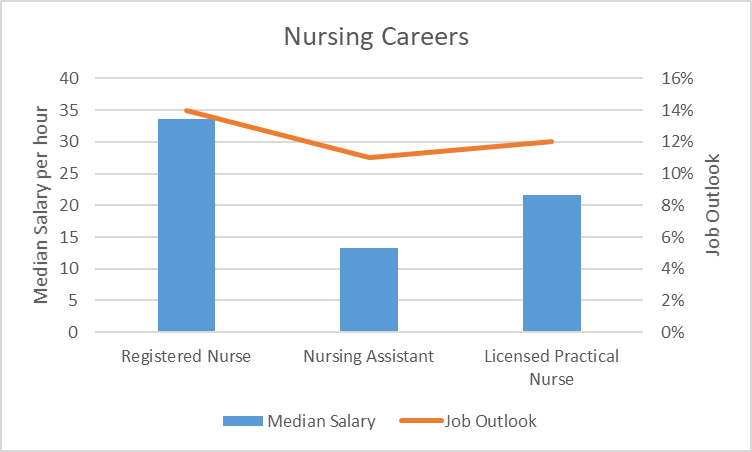 Nursing Careers
Median Salary per hour
40
35
30
25
20
15
10
5
0
16%
14%
12%
10%
8%
6%
4%
2%
0%
Job Outlook
Registered Nurse
Nursing Assistant
Licensed Practical
Nurse
Median Salary
Job Outlook